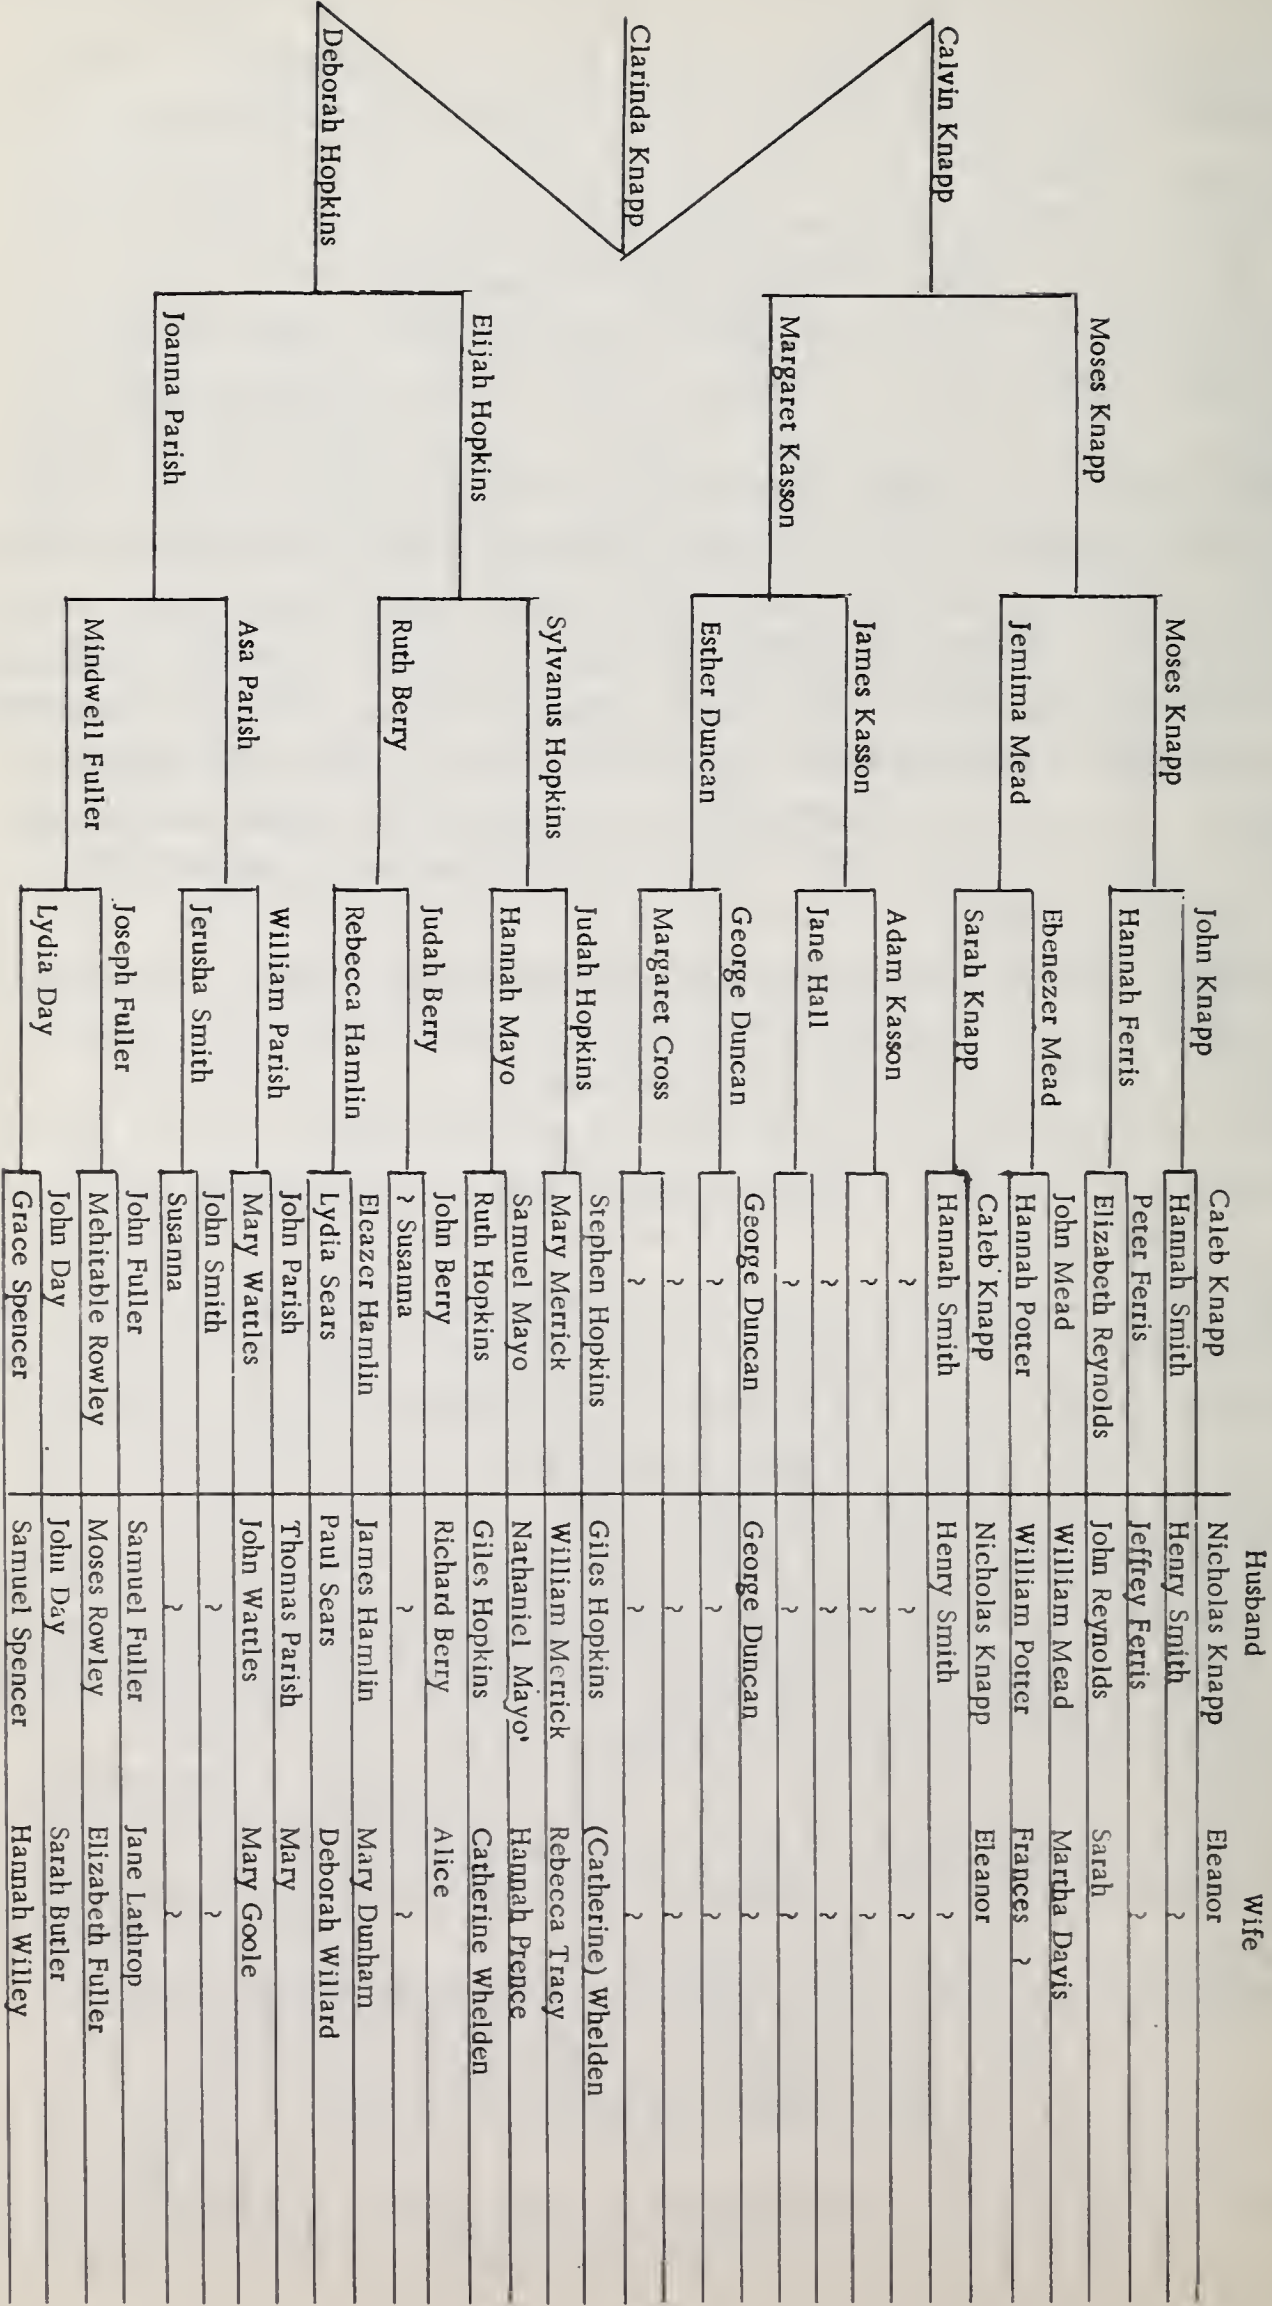 Clarinda Knapp
Calvin Knapp
Deborah Hopkins
Moses Knapp
Margaret Kasson
Elijah Hopkins
Joanna Parish
Moses Knapp
Jemima Mead
James Kasson
Esther Duncan
Sylvanus Hopkins
Ruth Berry
Asa Parish
Mindwell Fuller
John Knapp
Hannah Ferris
Ebenezer Mead
Sarah Knapp
Adam Kasson
Jane Hall
George Duncan
Margaret Cross
Judah Hopkins
Hannah Mayo
Judah Berry
Rebecca Hamlin
William Parish
Jerusha Smith
Joseph Fuller
Lydia Day
Husband Wife
Caleb Knapp Nicholas Knapp Eleanor
Hannah Smith Henry Smith ?
Peter Ferris Jeffrey Ferris ?
Elizabeth Reynolds John Reynolds Sarah
John Mead William Mead Martha Davis
Hannah Potter William Potter Frances ?
Caleb Knapp Nicholas Knapp Eleanor
Hannah Smith Henry Smith ?
? ? ?
? ? ?
? ? ?
? ? ?
George Duncan George Duncan ?
? ? ?
? ? ?
? ? ?
Stephen Hopkins Giles Hopkins (Catherine) Whelden
Mary Merrick William Merrick Rebecca Tracy
Samuel Mayo Nathaniel Mayo' Hannah Prence
Ruth Hopkins Giles Hopkins Catherine Whelden
John Berry Richard Berry Alice
? Susanna ? ?
Eleazer Hamlin James Hamlin Mary Dunham
Lydia Sears Paul Sears Deborah Willard
John Parish Thomas Parish Mary
Mary Wattles John Wattles Mary Goole
John Smith ? ?
Susanna ? ?
John Fuller Samuel Fuller Jane Lathrop
Mehitable Rowley Moses Rowley Elizabeth Fuller
John Day John Day Sarah Butler
Grace Spencer Samuel Spencer Hannah Willey